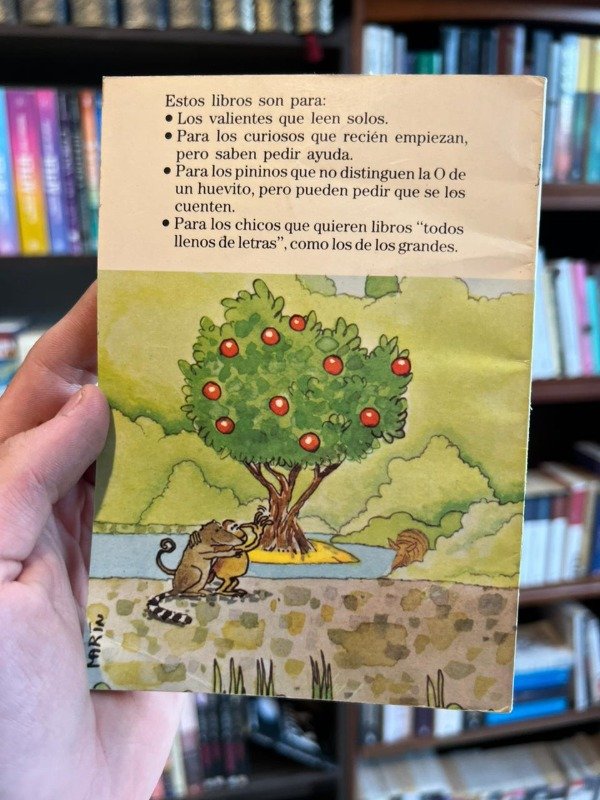 Estos libros son para:
● Los valientes que leen solos.
● Para los curiosos que recién empiezan,
pero saben pedir ayuda.
● Para los pininos que no distinguen la O de
un huevito, pero pueden pedir que se los
cuenten.
● Para los chicos que quieren libros “todos
llenos de letras”, como los de los grandes.